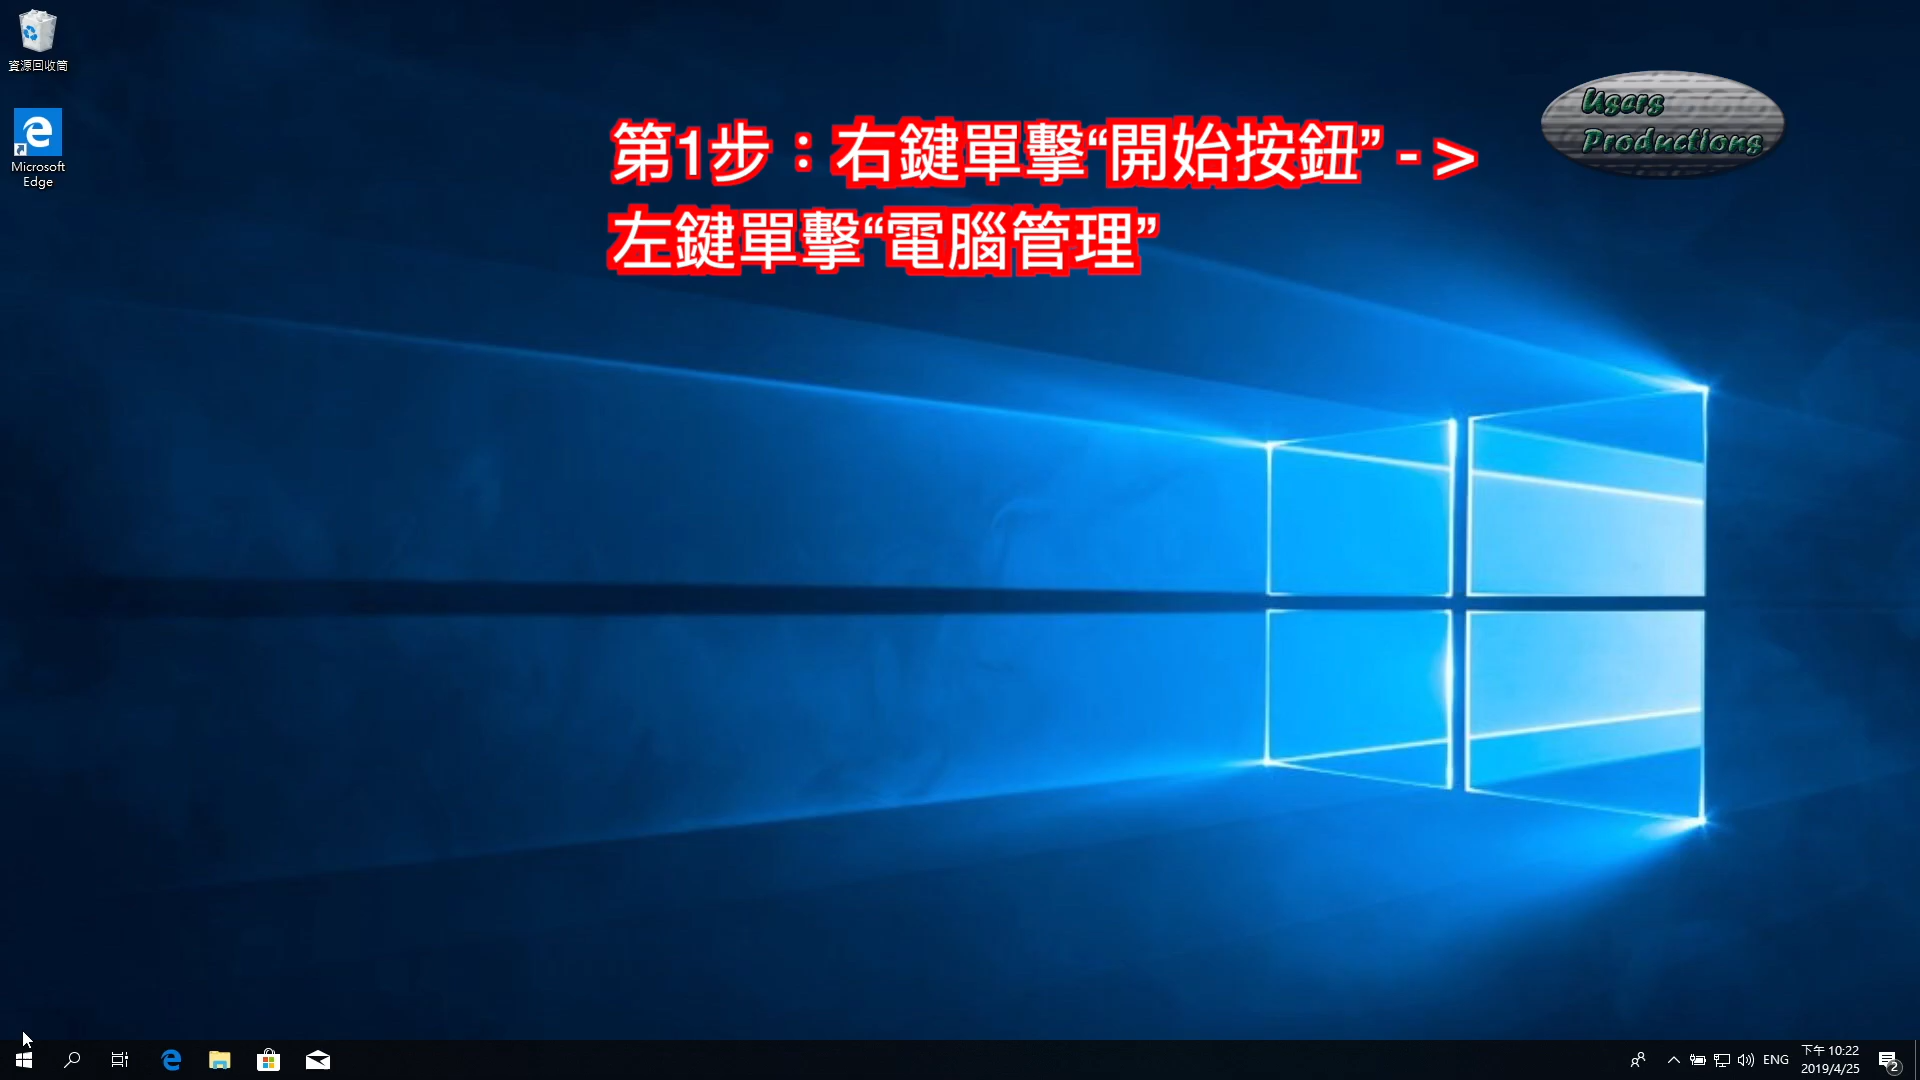 資源回收筒
Microsoft
Edge
第1步：右鍵單擊“開始按鈕” - >
左鍵單擊“電腦管理”
Users
Productions
ENG
下午 10:22
2019/4/25
2